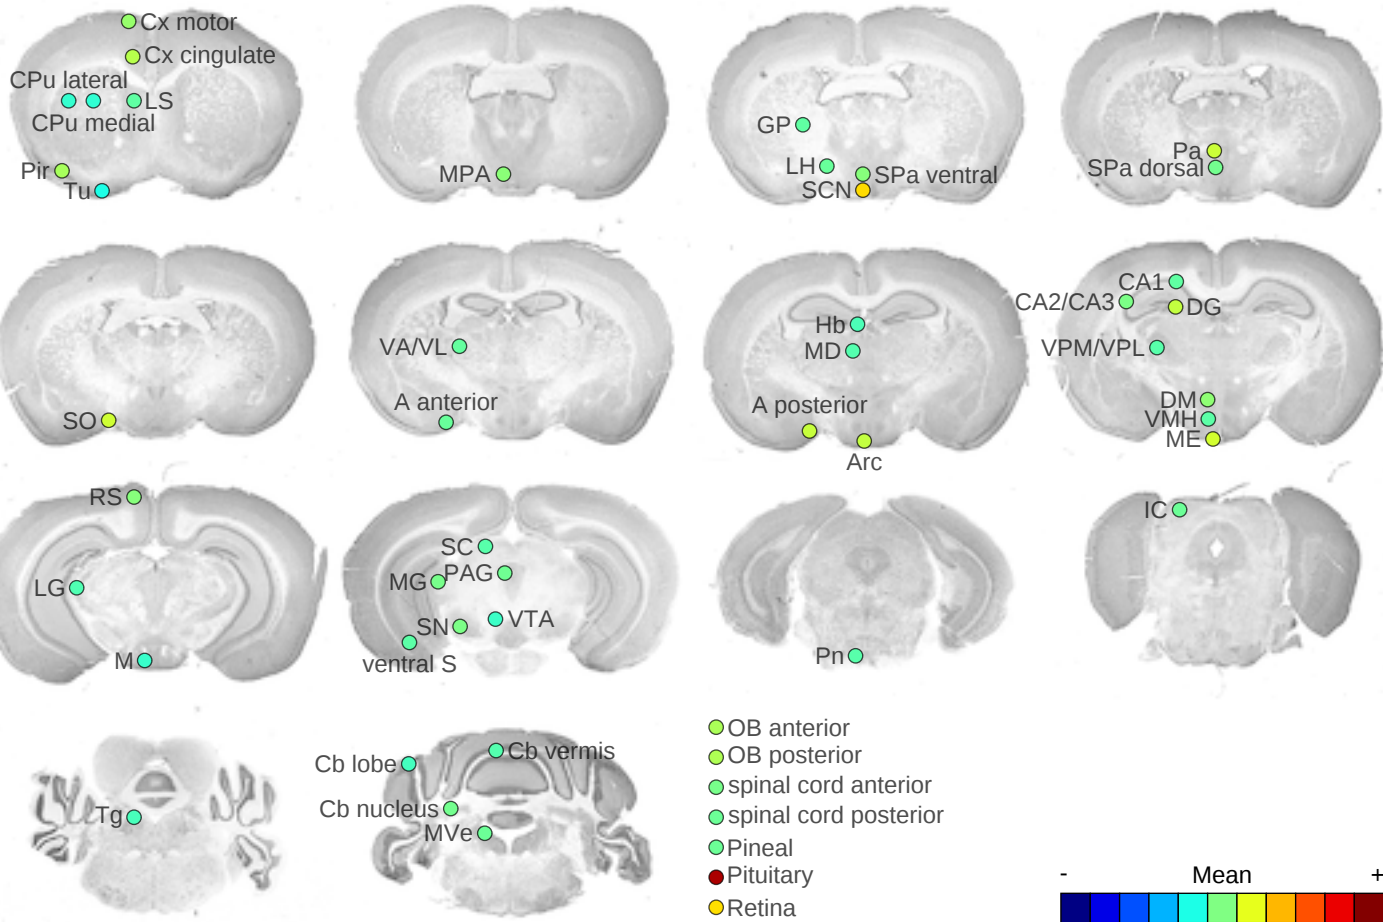 Cx motor
Cx cingulate
CPu lateral
LS
CPu medial
Pir
Tu
MPA
GP
LH
SPa ventral
SCN
Pa
SPa dorsal
SO
VA/VL
A anterior
Hb
MD
A posterior
Arc
CA1
CA2/CA3
DG
VPM/VPL
DM
VMH
ME
RS
LG
M
SC
MG
PAG
SN
VTA
ventral S
Pn
IC
Tg
Cb lobe
Cb vermis
Cb nucleus
MVe
OB anterior
OB posterior
spinal cord anterior
spinal cord posterior
Pineal
Pituitary
Retina
- Mean +